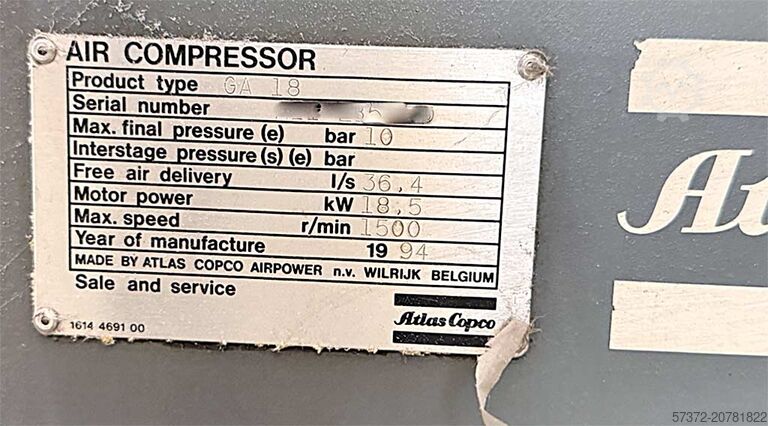 AIR COMPRESSOR
Product type GA 18
Serial number
Max. final pressure (e) bar 10
Interstage pressure(s) (e) bar
Free air delivery l/s 36,4
Motor power kW 18,5
Max. speed r/min 1500
Year of manufacture 19 94
MADE BY ATLAS COPCO AIRPOWER n.v. WILRIJK BELGIUM
Sale and service
Atlas Copco
1614 4691 00
At
57372-20781822